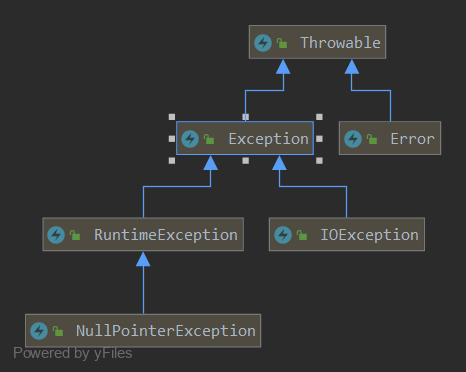 Throwable
Exception
Error
RuntimeException
IOException
NullPointerException
Powered by yFiles